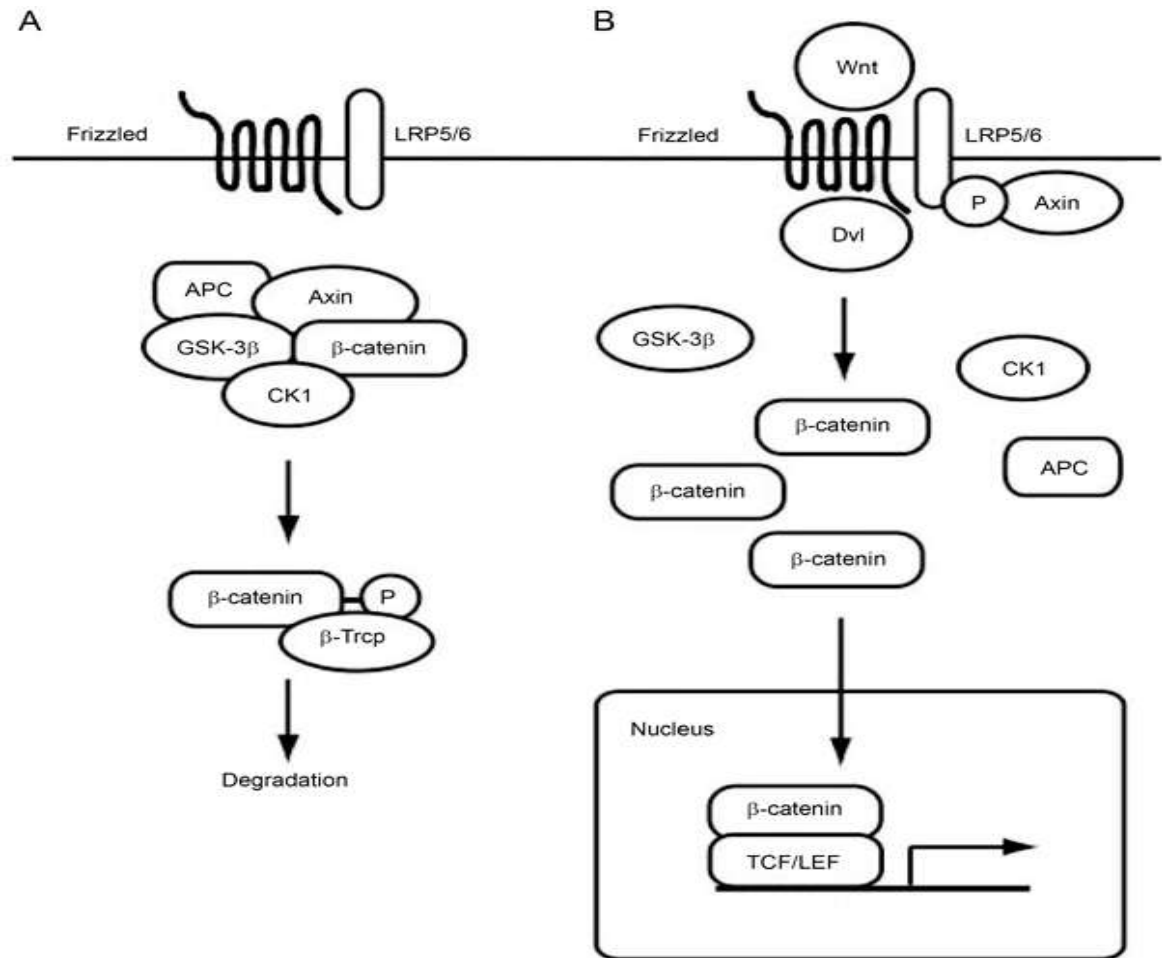 A
Frizzled
LRP5/6
APC
Axin
GSK-3β
β-catenin
CK1
β-catenin
P
β-Trcp
Degradation
B
Wnt
Frizzled
LRP5/6
P
Axin
Dvl
GSK-3β
CK1
β-catenin
APC
β-catenin
β-catenin
Nucleus
β-catenin
TCF/LEF